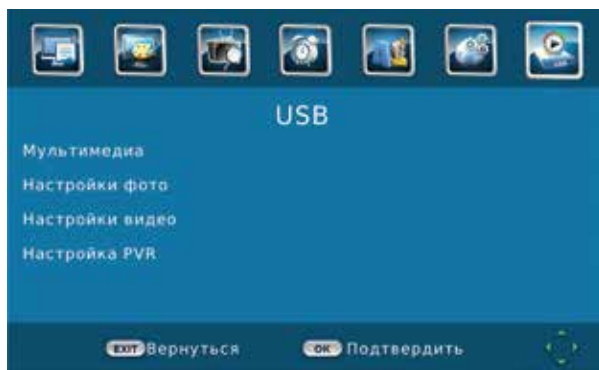 USB
Мультимедиа
Настройки фото
Настройки видео
Настройка PVR
EXIT Вернуться OK Подтвердить